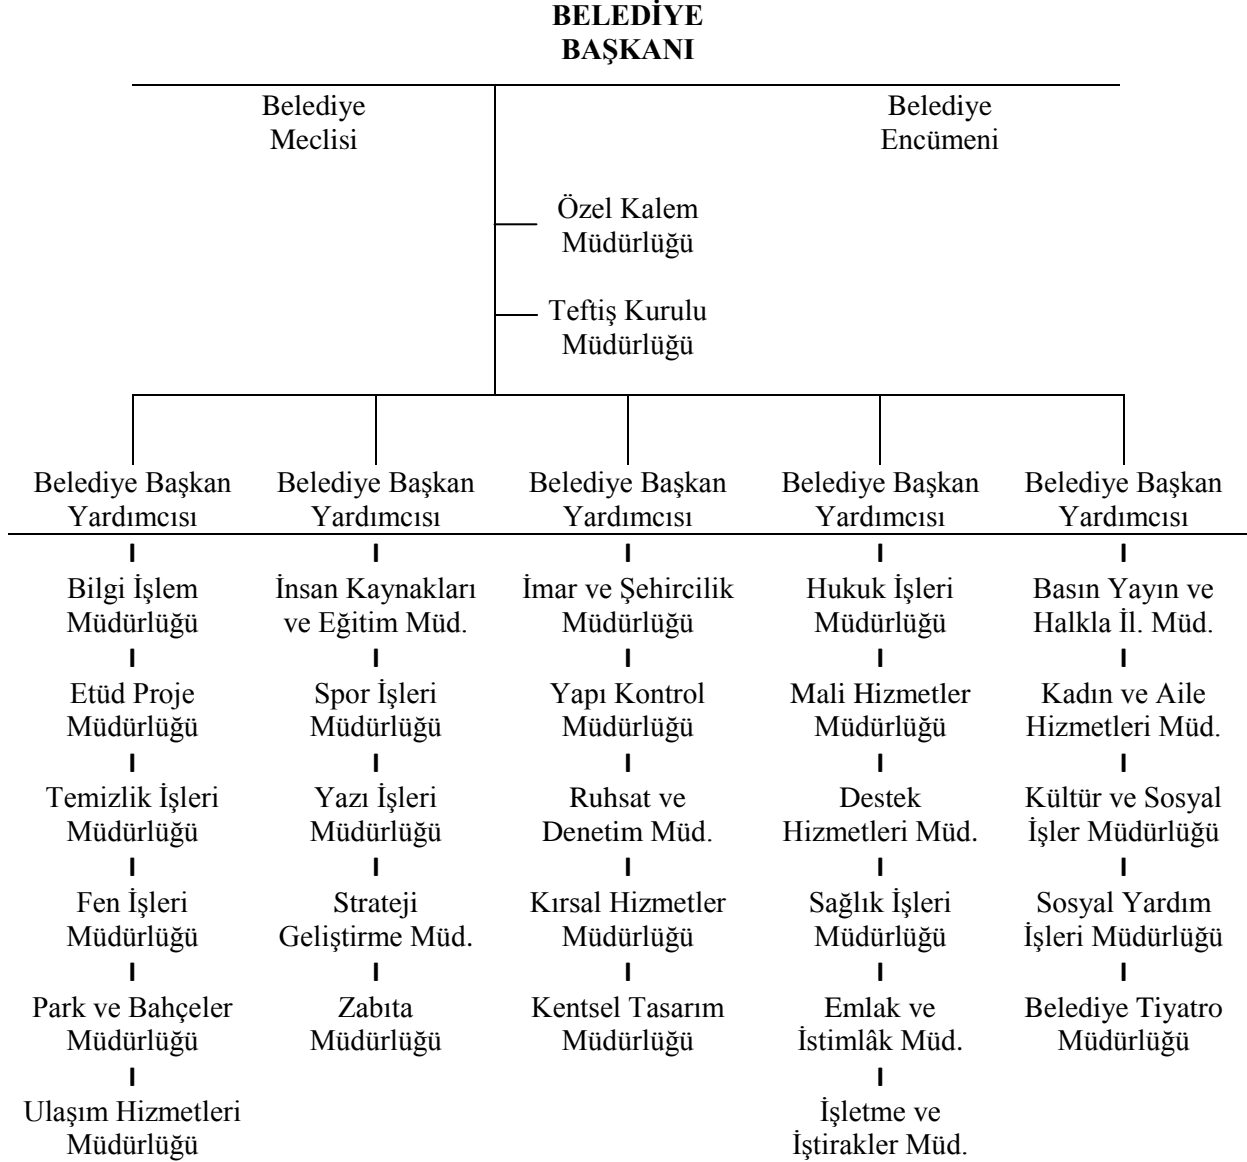 BELEDİYE
BAŞKANI
Belediye
Meclisi
Belediye
Encümeni
Özel Kalem
Müdürlüğü
Teftiş Kurulu
Müdürlüğü
Belediye Başkan
Yardımcısı
Belediye Başkan
Yardımcısı
Belediye Başkan
Yardımcısı
Belediye Başkan
Yardımcısı
Belediye Başkan
Yardımcısı
Bilgi İşlem
Müdürlüğü
İnsan Kaynakları
ve Eğitim Müd.
İmar ve Şehircilik
Müdürlüğü
Hukuk İşleri
Müdürlüğü
Basın Yayın ve
Halkla İl. Müd.
Etüd Proje
Müdürlüğü
Spor İşleri
Müdürlüğü
Yapı Kontrol
Müdürlüğü
Mali Hizmetler
Müdürlüğü
Kadın ve Aile
Hizmetleri Müd.
Temizlik İşleri
Müdürlüğü
Yazı İşleri
Müdürlüğü
Ruhsat ve
Denetim Müd.
Destek
Hizmetleri Müd.
Kültür ve Sosyal
İşler Müdürlüğü
Fen İşleri
Müdürlüğü
Strateji
Geliştirme Müd.
Kırsal Hizmetler
Müdürlüğü
Sağlık İşleri
Müdürlüğü
Sosyal Yardım
İşleri Müdürlüğü
Park ve Bahçeler
Müdürlüğü
Zabıta
Müdürlüğü
Kentsel Tasarım
Müdürlüğü
Emlak ve
İstimlâk Müd.
Belediye Tiyatro
Müdürlüğü
Ulaşım Hizmetleri
Müdürlüğü
İşletme ve
İştirakler Müd.